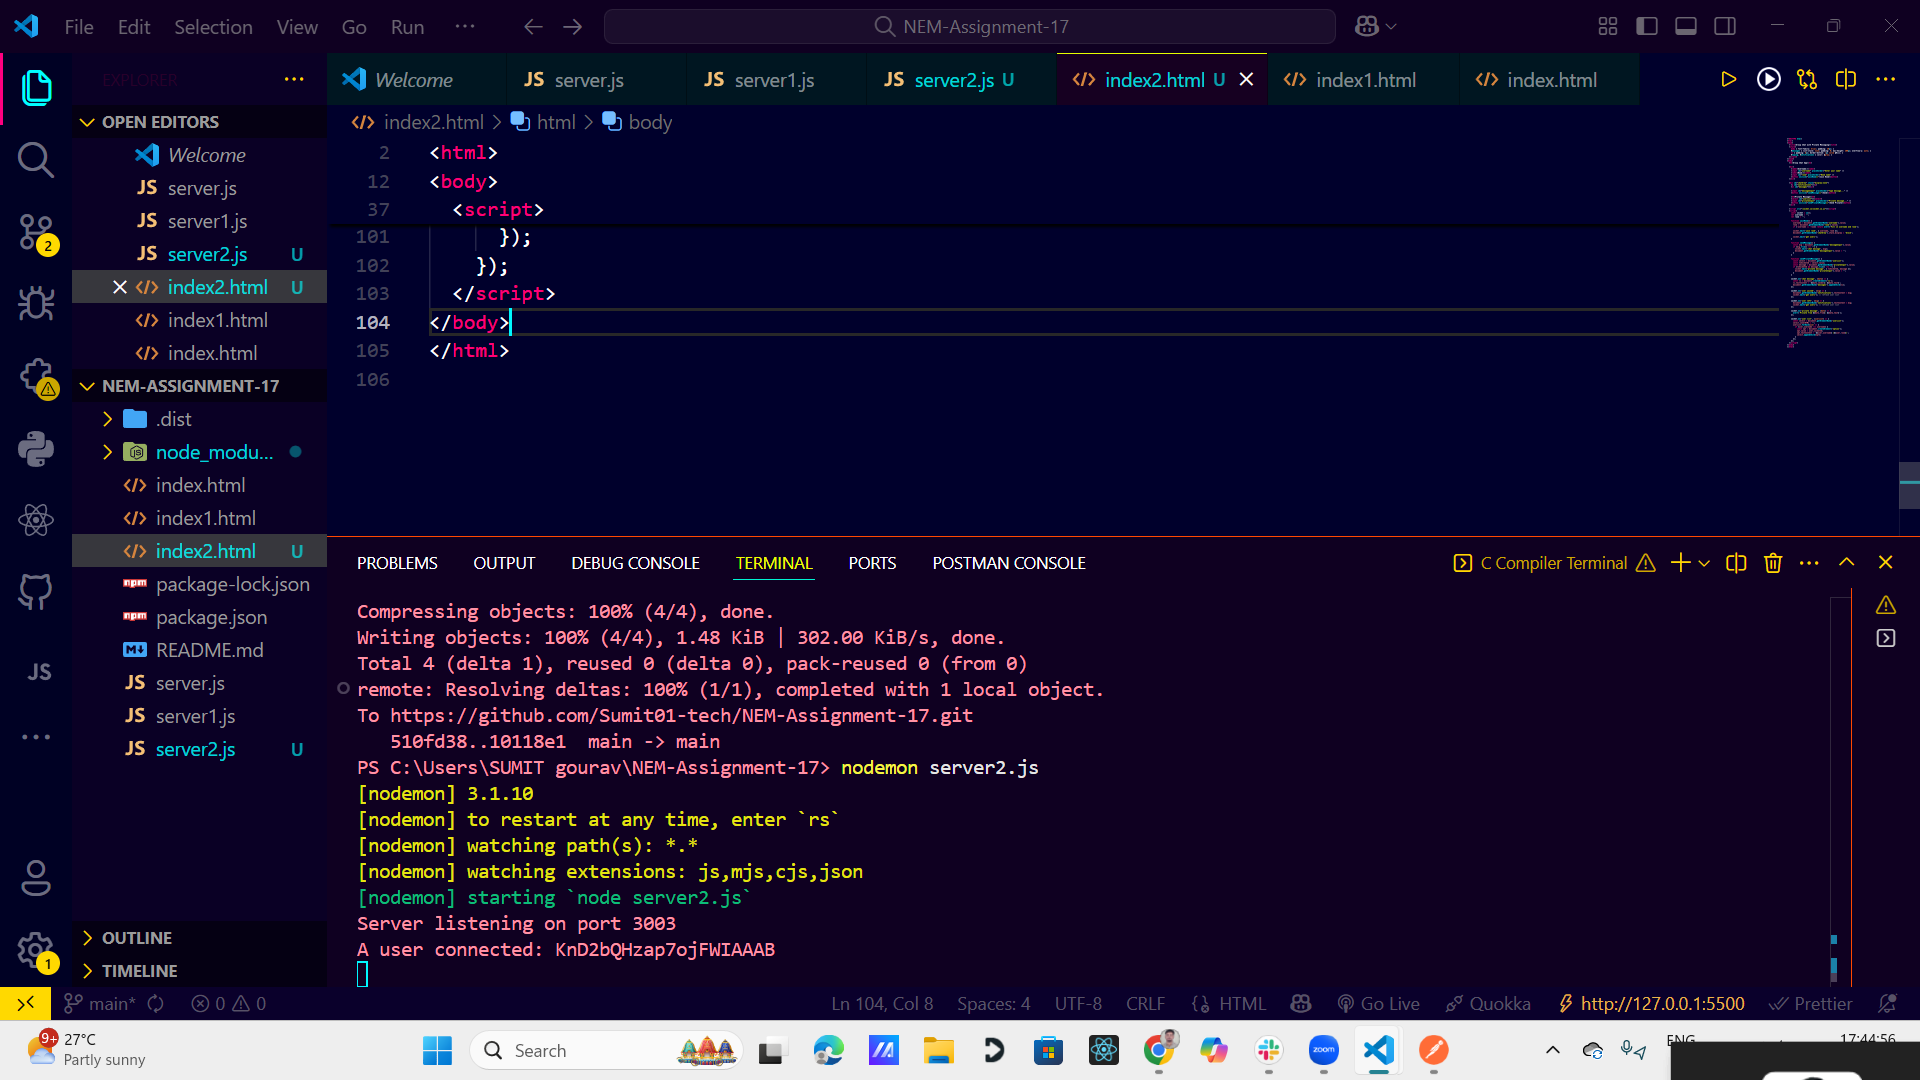 File Edit Selection View Go Run ··· NEM-Assignment-17
EXPLORER ···
Welcome JS server.js JS server1.js JS server2.js U index2.html U index1.html index.html
index2.html > html > body
OPEN EDITORS
Welcome
JS server.js
JS server1.js
JS server2.js U
index2.html U
index1.html
index.html
NEM-ASSIGNMENT-17
.dist
node_modu...
index.html
index1.html
index2.html U
package-lock.json
package.json
README.md
JS server.js
JS server1.js
JS server2.js U
OUTLINE
TIMELINE
2
JS
1
2 <html>
12 <body>
37 <script>
101 });
102 });
103 </script>
104 </body>
105 </html>
106
PROBLEMS OUTPUT DEBUG CONSOLE TERMINAL PORTS POSTMAN CONSOLE C Compiler Terminal
Compressing objects: 100% (4/4), done.
Writing objects: 100% (4/4), 1.48 KiB | 302.00 KiB/s, done.
Total 4 (delta 1), reused 0 (delta 0), pack-reused 0 (from 0)
remote: Resolving deltas: 100% (1/1), completed with 1 local object.
To https://github.com/Sumit01-tech/NEM-Assignment-17.git
510fd38..10118e1 main -> main
PS C:\Users\SUMIT gourav\NEM-Assignment-17> nodemon server2.js
[nodemon] 3.1.10
[nodemon] to restart at any time, enter `rs`
[nodemon] watching path(s): *.*
[nodemon] watching extensions: js,mjs,cjs,json
[nodemon] starting `node server2.js`
Server listening on port 3003
A user connected: KnD2bQHzap7ojFWIAAAB
main* 0 0 Ln 104, Col 8 Spaces: 4 UTF-8 CRLF HTML Go Live Quokka http://127.0.0.1:5500 Prettier
9+ 27°C
Partly sunny
Search
zoom
ENG
17:44:56